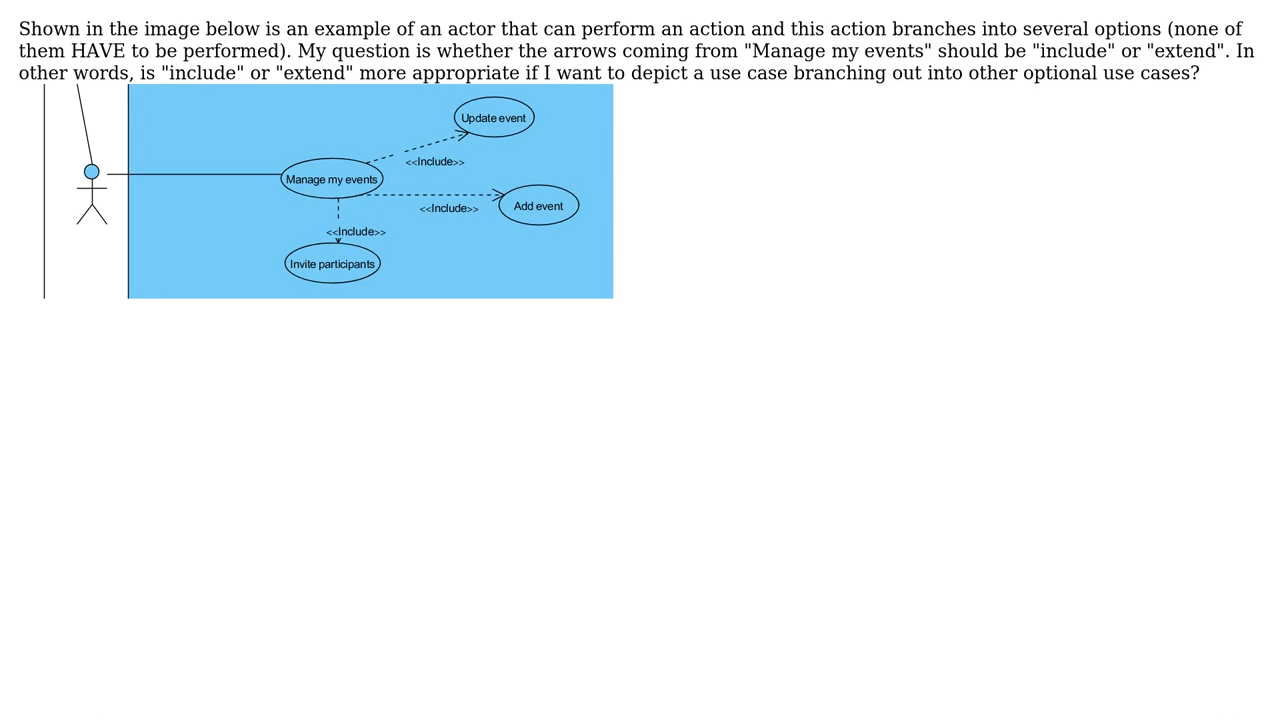 Shown in the image below is an example of an actor that can perform an action and this action branches into several options (none of
them HAVE to be performed). My question is whether the arrows coming from "Manage my events" should be "include" or "extend". In
other words, is "include" or "extend" more appropriate if I want to depict a use case branching out into other optional use cases?
Update event
<<Include>>
Manage my events
Add event
<<Include>>
<<Include>>
Invite participants